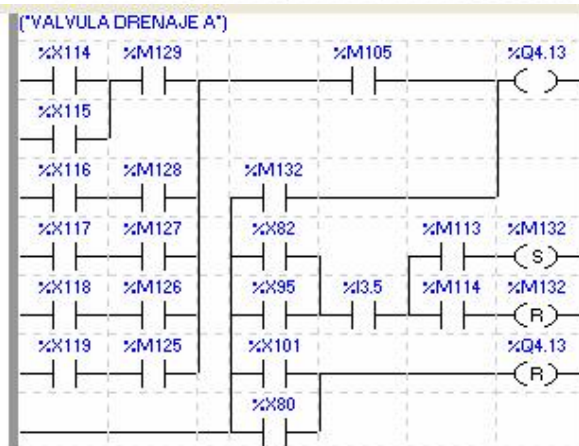 (*VALVULA DRENAJE A*)
%X114 %M129 %M105 %Q4.13
%X115
%X116 %M128 %M132
%X117 %M127 %X82 %M113 %M132
S
%X118 %M126 %X95 %I3.5 %M114 %M132
R
%X119 %M125 %X101 %Q4.13
R
%X80